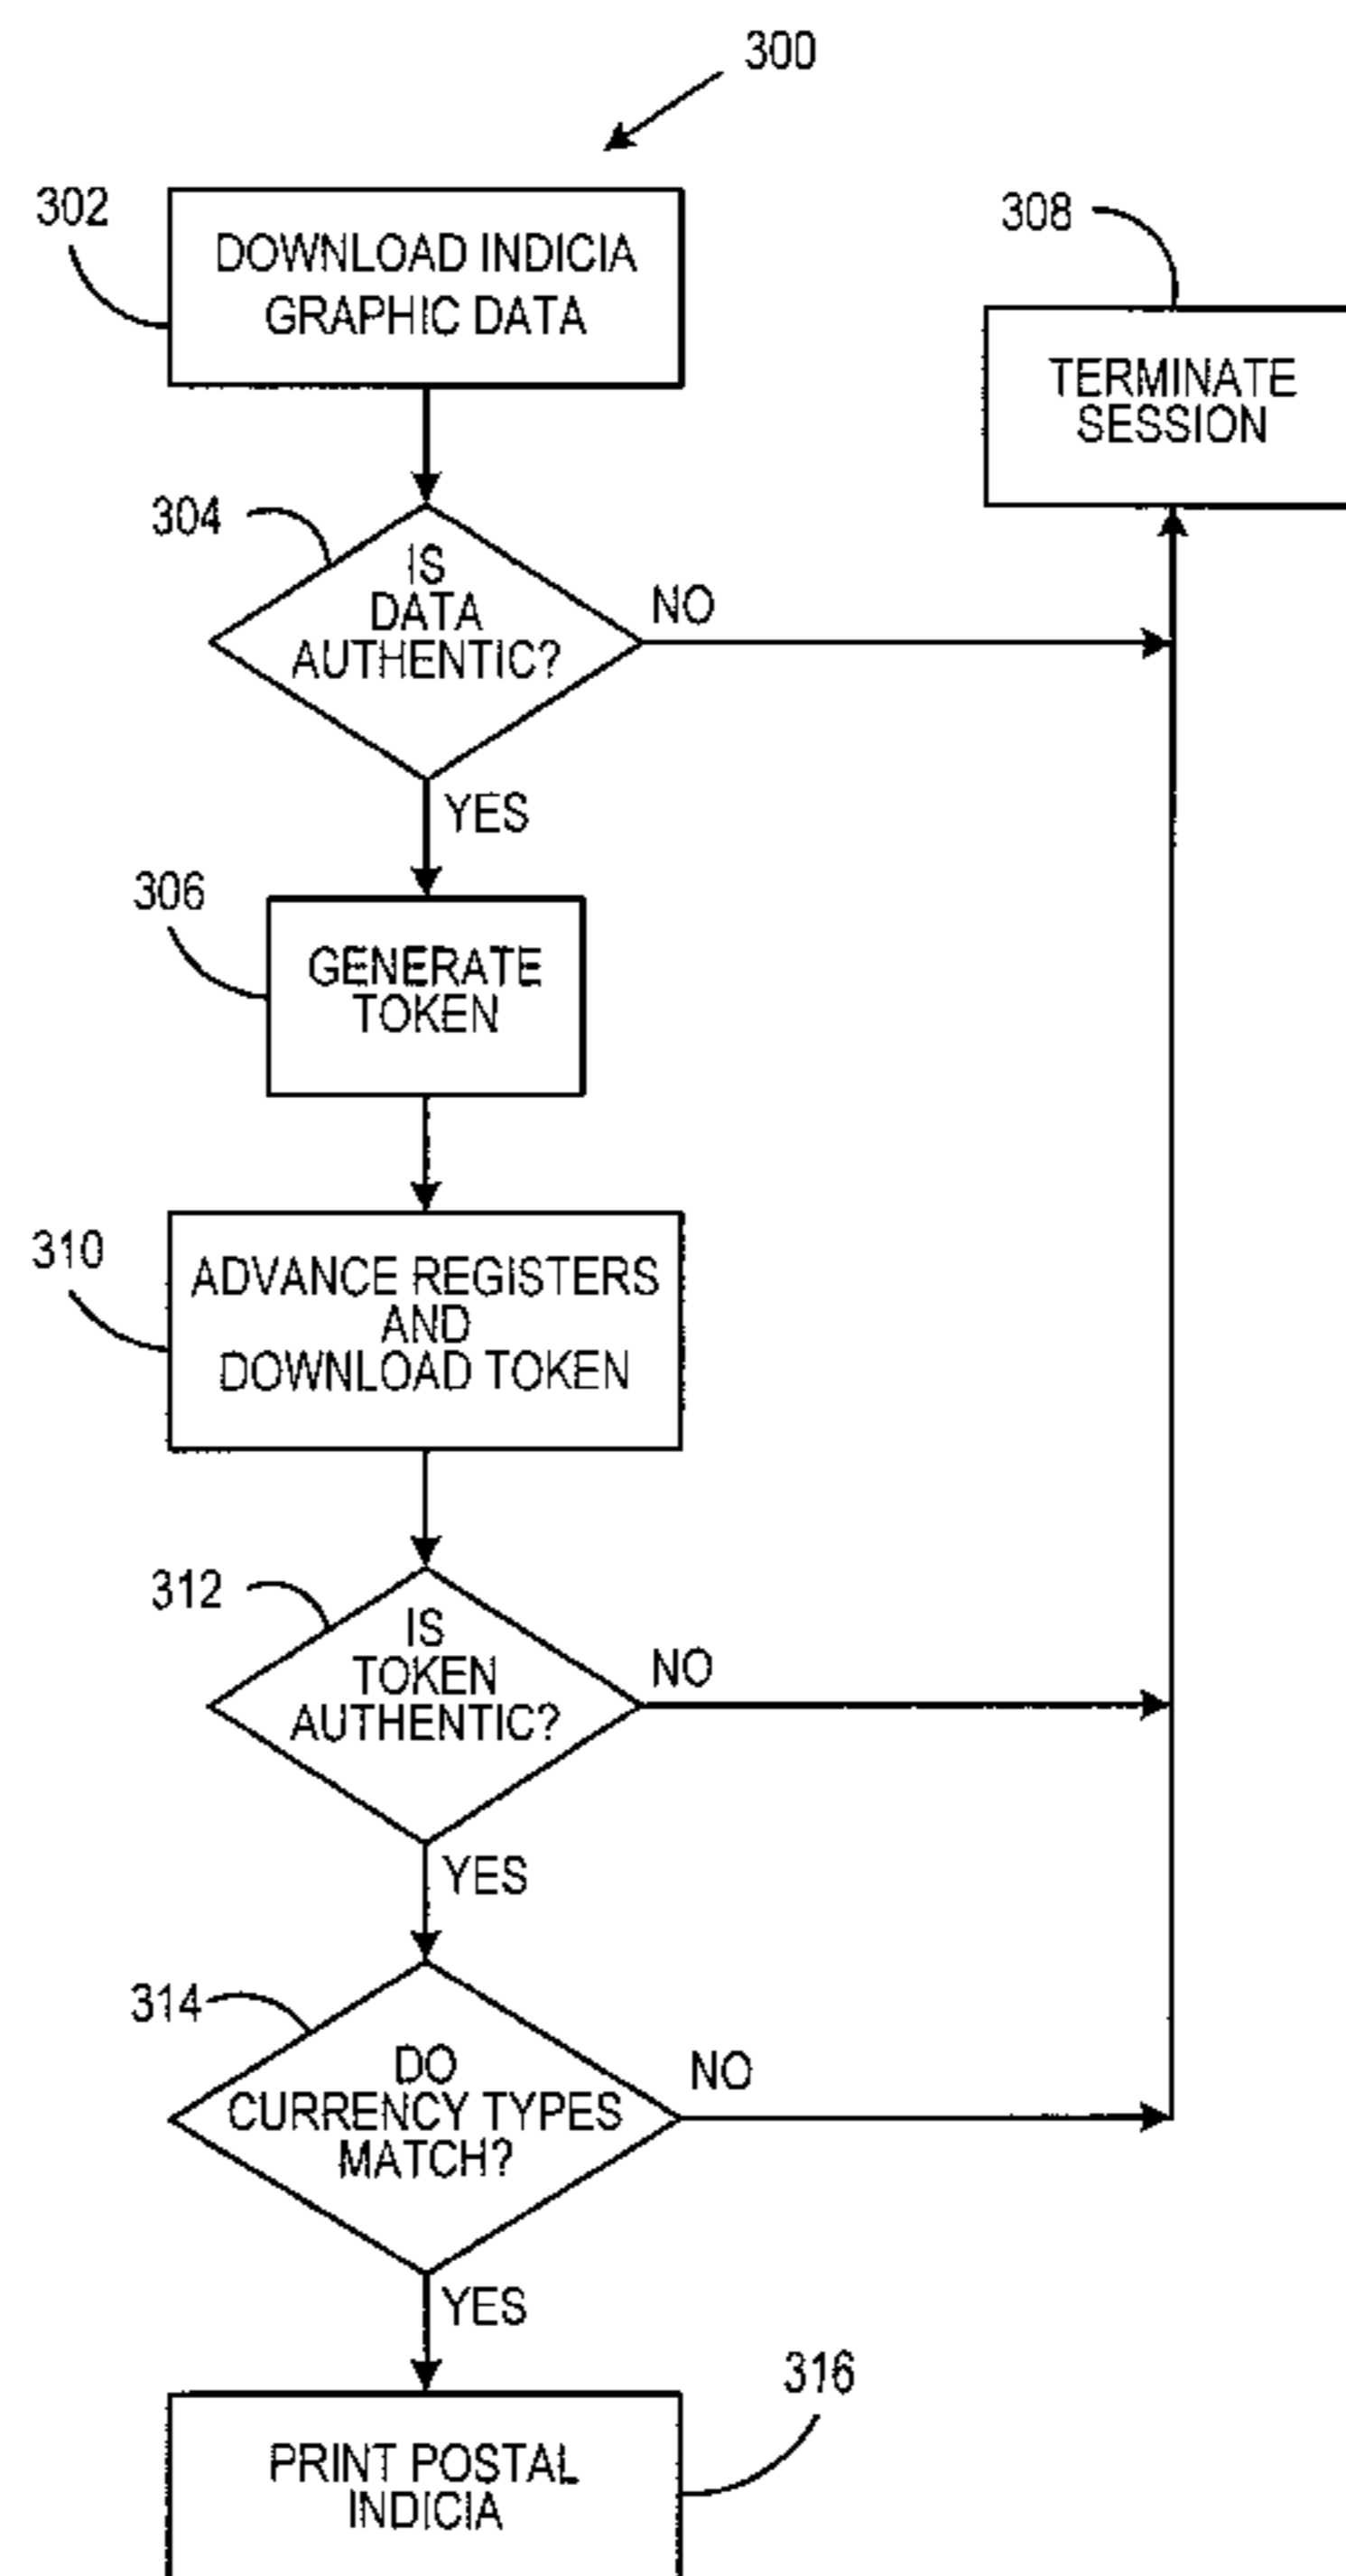 300
302
DOWNLOAD INDICIA
GRAPHIC DATA
308
TERMINATE
SESSION
304
IS
DATA
AUTHENTIC?
NO
YES
306
GENERATE
TOKEN
310
ADVANCE REGISTERS
AND
DOWNLOAD TOKEN
312
IS
TOKEN
AUTHENTIC?
NO
YES
314
DO
CURRENCY TYPES
MATCH?
NO
YES
316
PRINT POSTAL
INDICIA